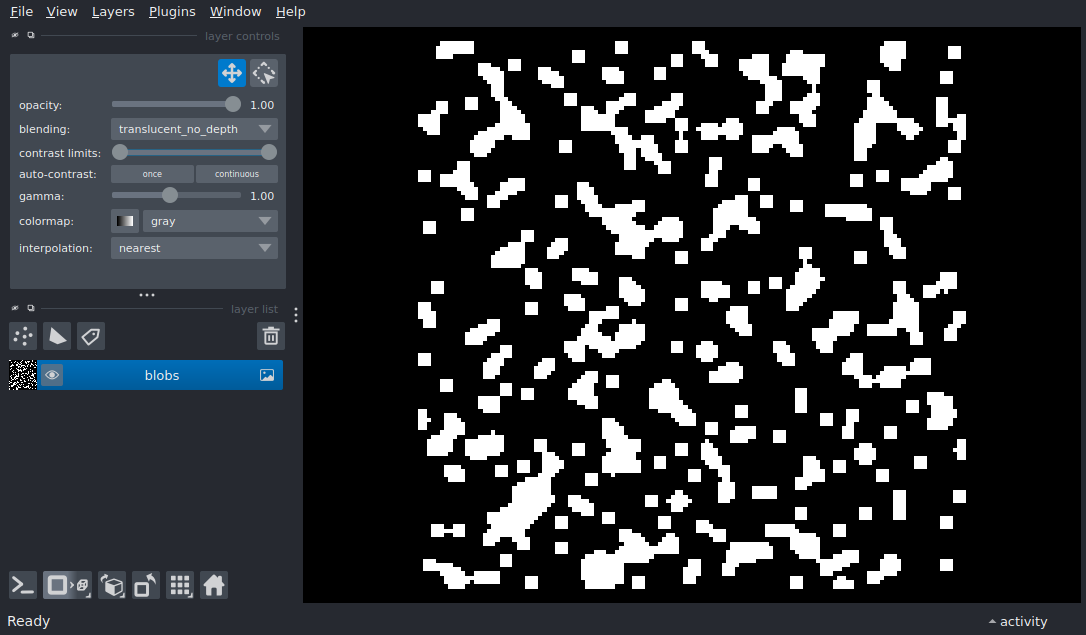 File View Layers Plugins Window Help
layer controls
opacity: 1.00
blending: translucent_no_depth
contrast limits:
auto-contrast: once continuous
gamma: 1.00
colormap: gray
interpolation: nearest
layer list
blobs
Ready
activity